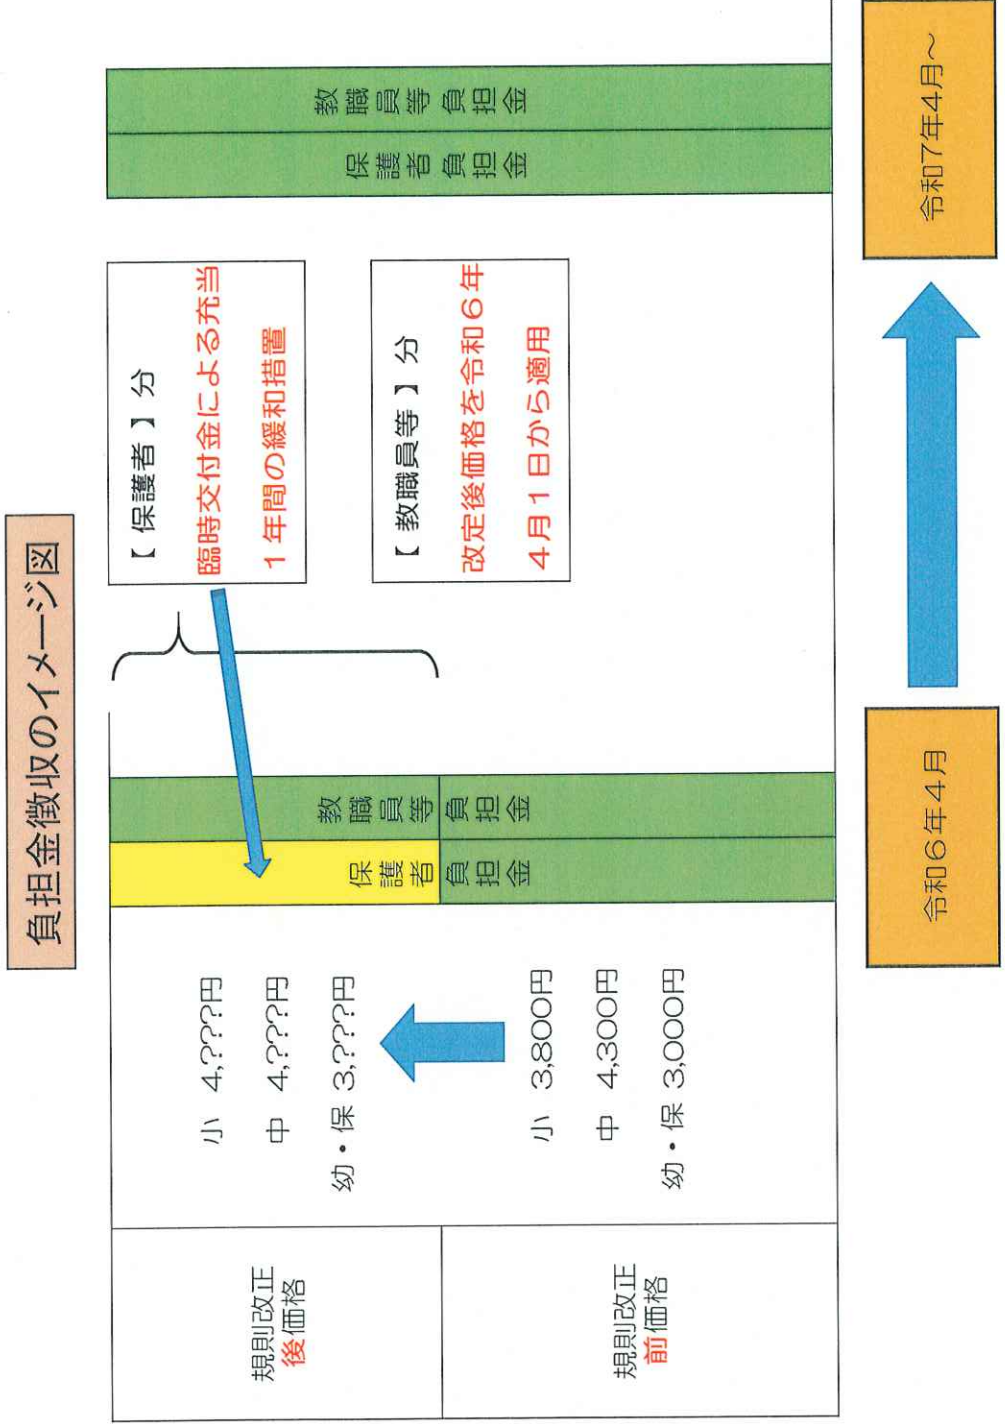 負担金徴収のイメージ図
規則改正
後価格
小 4,???円
中 4,???円
幼・保 3,???円
規則改正
前価格
小 3,800円
中 4,300円
幼・保 3,000円
保護者負担金
教職員等負担金
【 保護者 】 分
臨時交付金による充当
1年間の緩和措置
【 教職員等 】 分
改定後価格を令和6年
4月1日から適用
保護者負担金
教職員等負担金
令和6年4月
令和7年4月~